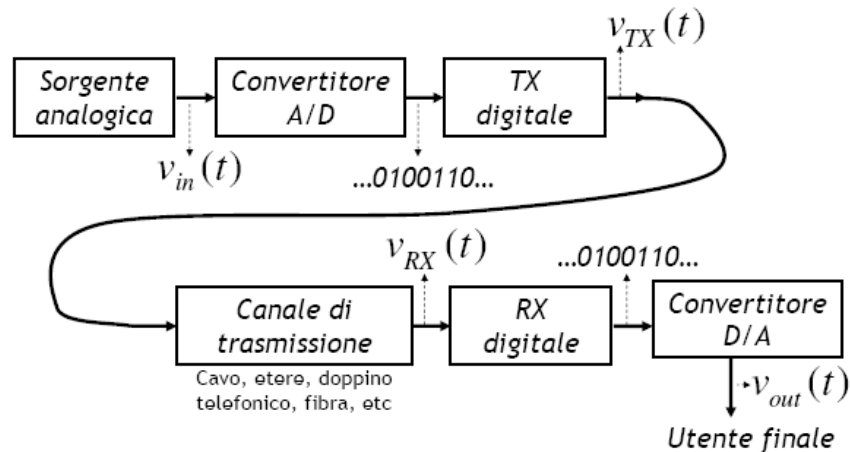 v_TX (t)
Sorgente
analogica
Convertitore
A/D
TX
digitale
v_in (t)
...0100110...
v_RX (t)
...0100110...
Canale di
trasmissione
RX
digitale
Convertitore
D/A
Cavo, etere, doppino
telefonico, fibra, etc
v_out (t)
Utente finale